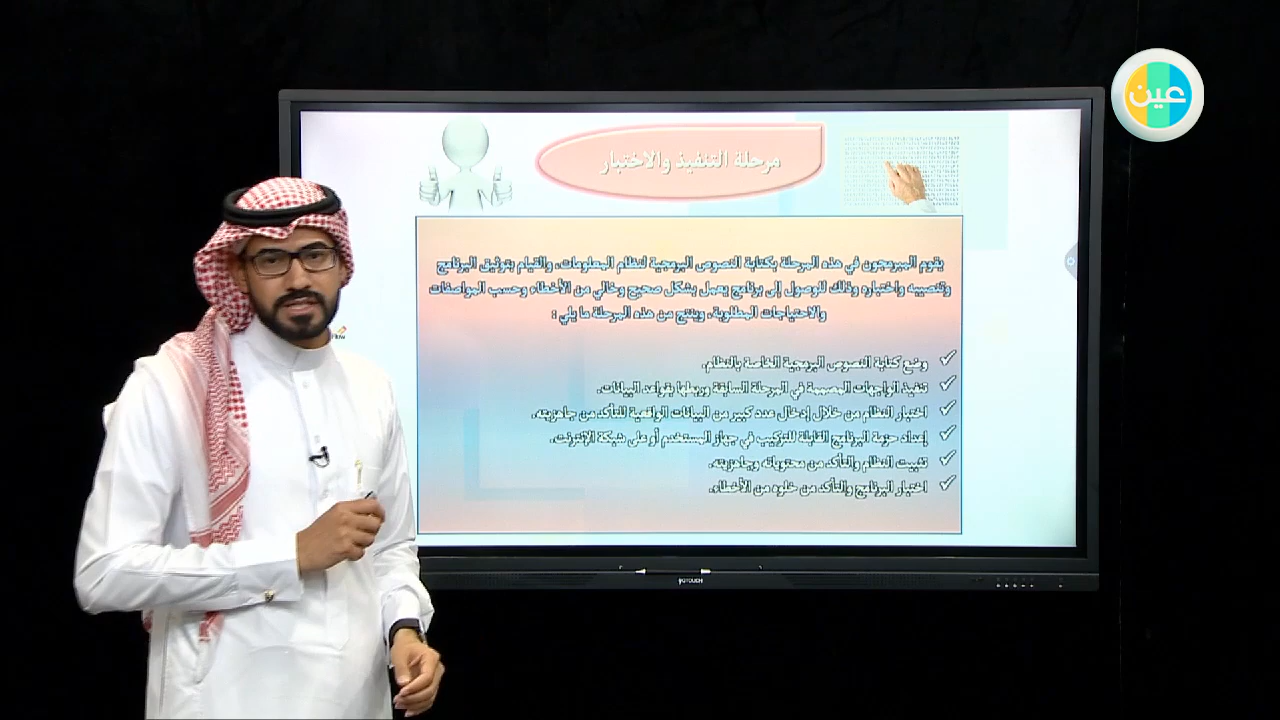 عين
مرحلة التنفيذ والاختبار
يقوم المبرمجون في هذه المرحلة بكتابة النصوص البرمجية لنظام المعلومات، والقيام بتوثيق البرنامج
وتنصيبه واختباره وذلك للوصول إلى برنامج يعمل بشكل صحيح وخالي من الأخطاء وحسب المواصفات
والاحتياجات المطلوبة، وينتج من هذه المرحلة ما يلي :
✓ وضع كتابة النصوص البرمجية الخاصة بالنظام.
✓ تنفيذ الواجهات المصممة في المرحلة السابقة وربطها بقواعد البيانات.
✓ اختبار النظام من خلال إدخال عدد كبير من البيانات الواقعية للتأكد من جاهزيته.
✓ إعداد حزمة البرنامج القابلة للتركيب في جهاز المستخدم أو على شبكة الإنترنت.
✓ تثبيت النظام والتأكد من محتوياته وجاهزيته.
✓ اختبار البرنامج والتأكد من خلوه من الأخطاء.